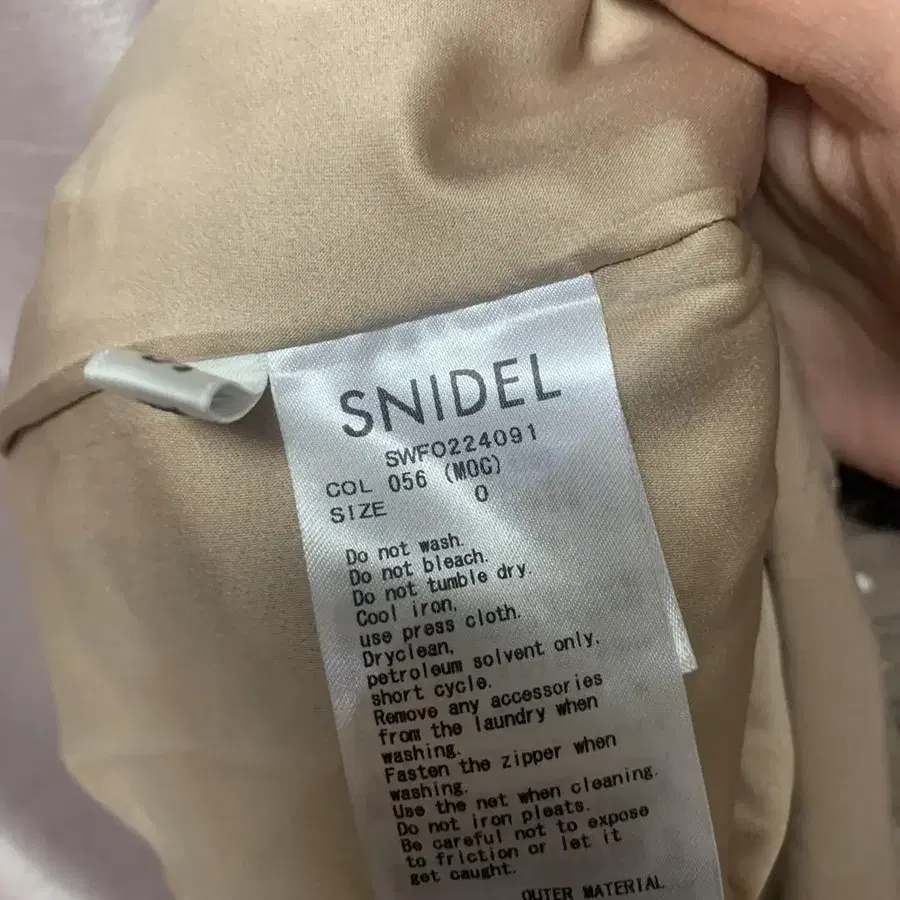 SNIDEL
SWFO224091
COL 056 (MOC)
SIZE 0
Do not wash.
Do not bleach.
Do not tumble dry.
Cool iron,
use press cloth.
Dryclean,
petroleum solvent only,
short cycle.
Remove any accessories
from the laundry when
washing.
Fasten the zipper when
washing.
Use the net when cleaning.
Do not iron pleats.
Be careful not to expose
to friction or let it
get caught.
OUTER MATERIAL